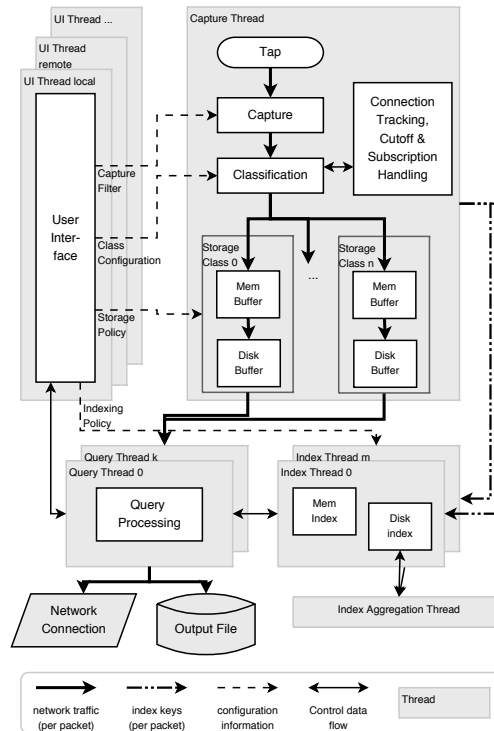 UI Thread ...
UI Thread
remote
UI Thread local
Capture Thread
Tap
Capture
Classification
Connection
Tracking,
Cutoff &
Subscription
Handling
Capture
Filter
User
Inter-
face
Class
Configuration
Storage
Policy
Storage
Class 0
...
Storage
Class n
Mem
Buffer
Mem
Buffer
Disk
Buffer
Disk
Buffer
Indexing
Policy
Query Thread k
Query Thread 0
Query
Processing
Index Thread m
Index Thread 0
Mem
Index
Disk
index
Network
Connection
Output File
Index Aggregation Thread
network traffic
(per packet)
index keys
(per packet)
configuration
information
Control data
flow
Thread